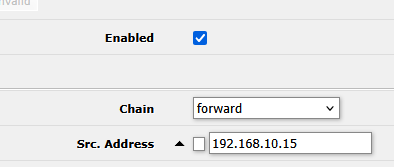 Enabled
Chain forward
Src. Address 192.168.10.15